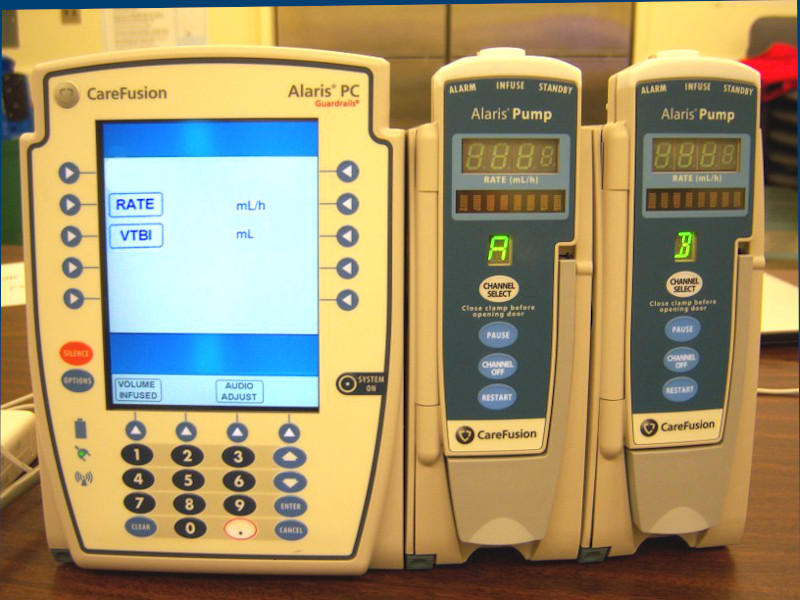 CareFusion
Alaris® PC
Guardrails®
RATE mL/h
VTBI mL
SILENCE
OPTIONS
VOLUME
INFUSED
AUDIO
ADJUST
SYSTEM
ON
1 2 3
4 5 6
7 8 9 ENTER
CLEAR 0 . CANCEL
ALARM INFUSE STANDBY
Alaris® Pump
RATE (mL/h)
A
CHANNEL
SELECT
Close clamp before
opening door
PAUSE
CHANNEL
OFF
RESTART
CareFusion
ALARM INFUSE STANDBY
Alaris® Pump
RATE (mL/h)
B
CHANNEL
SELECT
Close clamp before
opening door
PAUSE
CHANNEL
OFF
RESTART
CareFusion